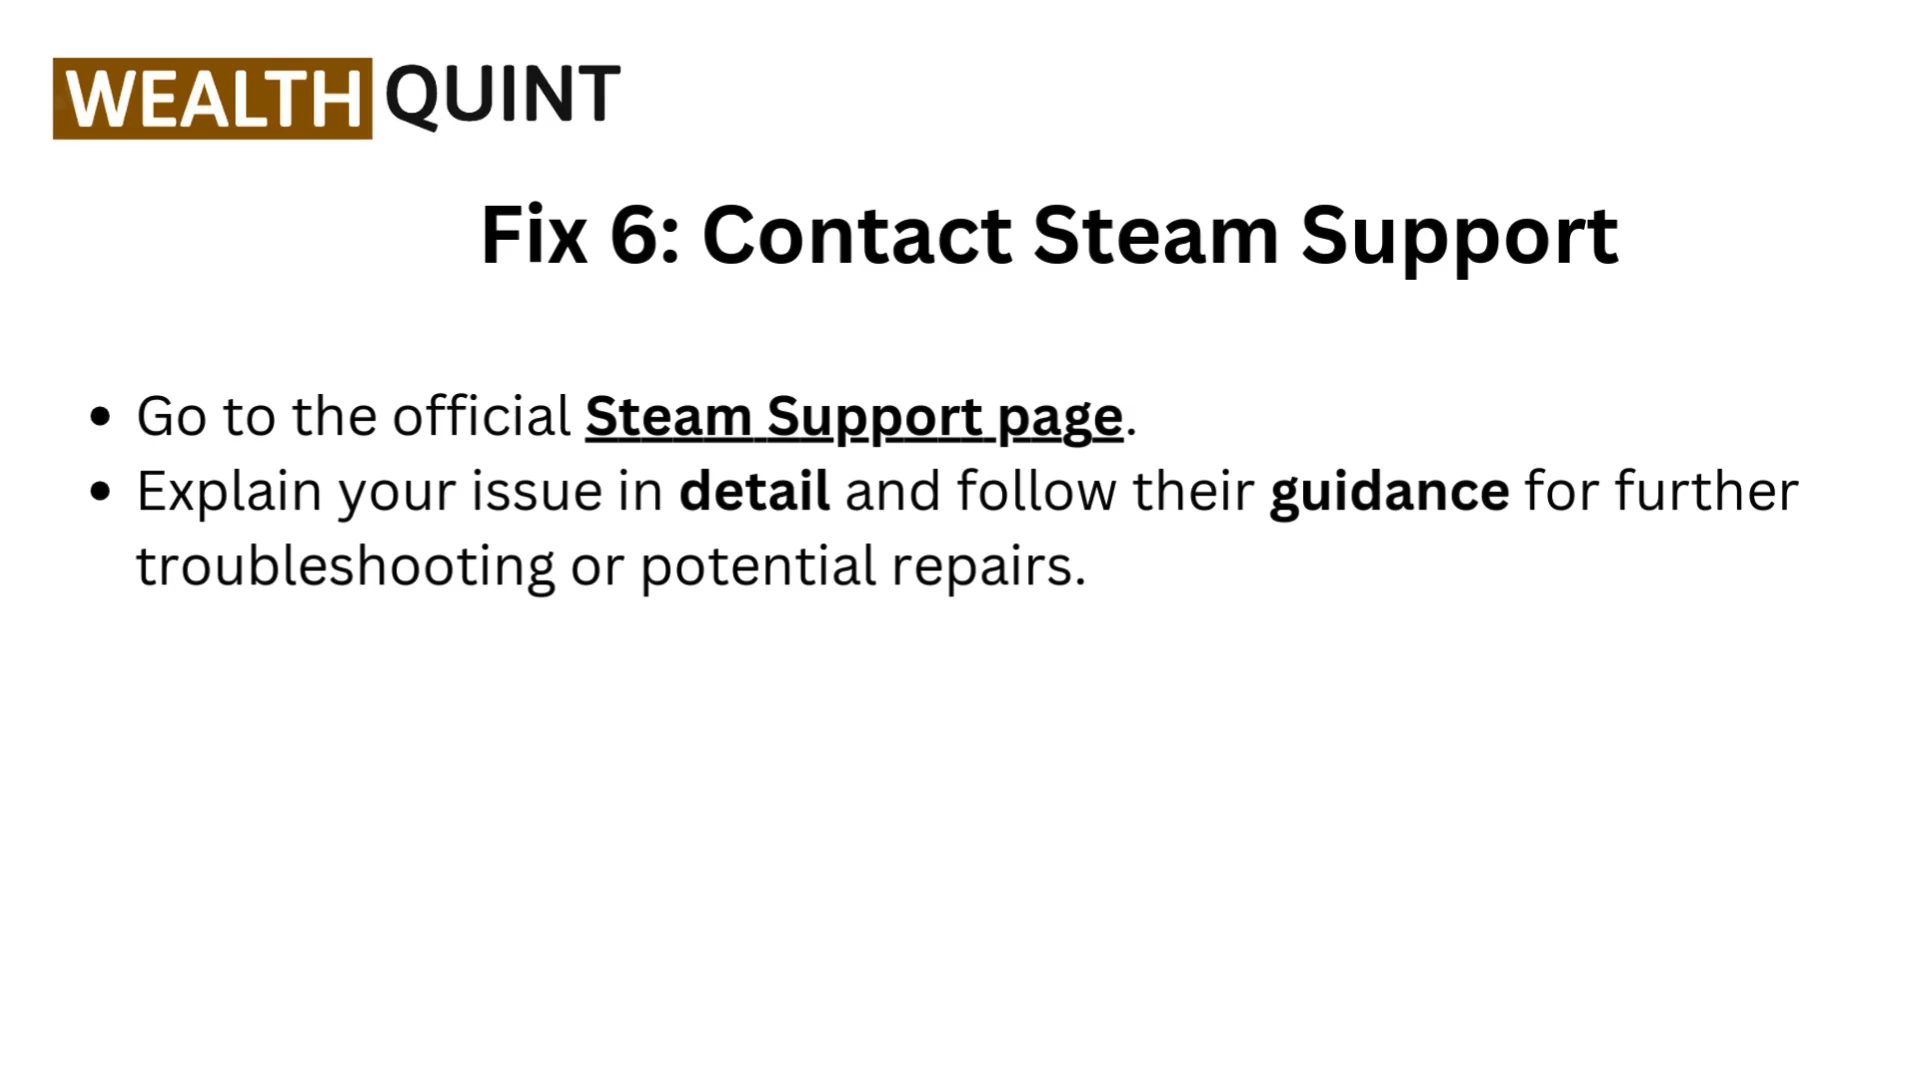 WEALTH QUINT
Fix 6: Contact Steam Support
• Go to the official Steam Support page.
• Explain your issue in detail and follow their guidance for further
troubleshooting or potential repairs.